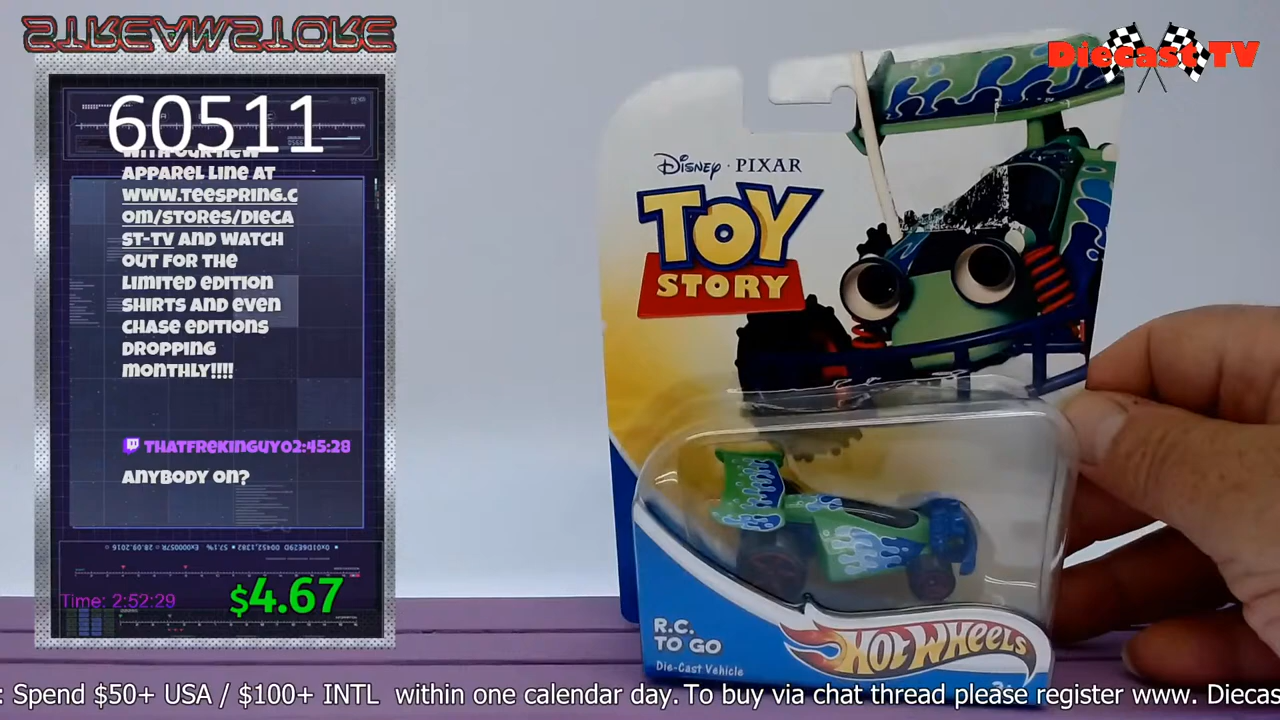 STREAMSTORE
Diecast TV
60511
WITH OUR NEW
APPAREL LINE AT
WWW.TEESPRING.C
OM/STORES/DIECA
ST-TV AND WATCH
OUT FOR THE
LIMITED EDITION
SHIRTS AND EVEN
CHASE EDITIONS
DROPPING
MONTHLY!!!!
THATFREKINGUY02:45:28
ANYBODY ON?
Time: 2:52:29
$4.67
Disney · PIXAR
TOY
STORY
R.C.
TO GO
Die-Cast Vehicle
HOT WHEELS
3+
: Spend $50+ USA / $100+ INTL within one calendar day. To buy via chat thread please register www. Diecas